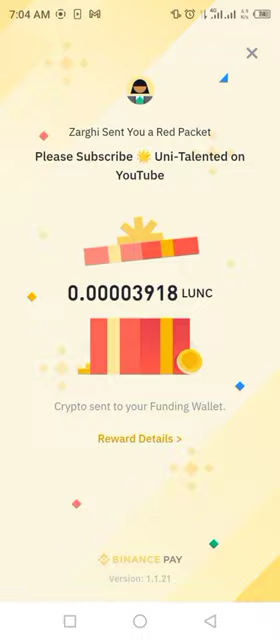 7:04 AM
4G
Zarghi Sent You a Red Packet
Please Subscribe 🌟 Uni-Talented on
YouTube
0.00003918 LUNC
Crypto sent to your Funding Wallet.
Reward Details >
BINANCE PAY
Version: 1.1.21